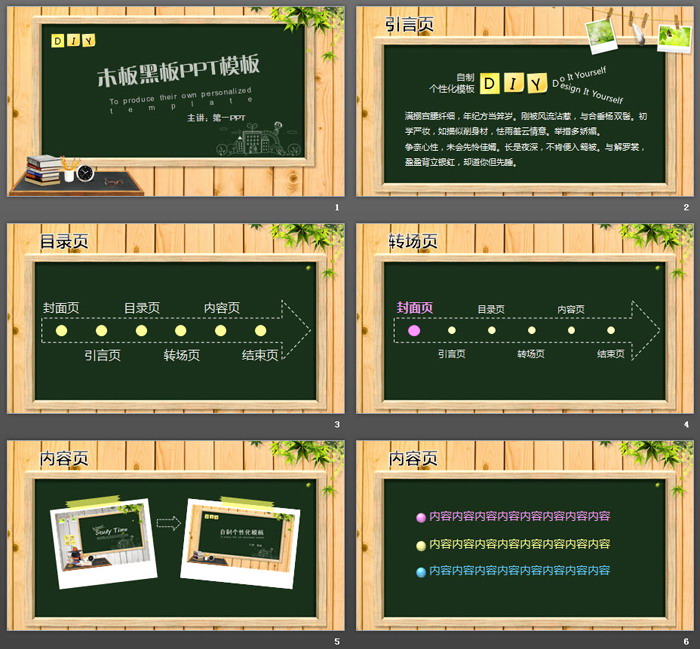 DIY
木板黑板PPT模板
To produce their own personalized
template
主讲：第一PPT
1
引言页
自制
个性化模板
DIY
Do It Yourself
Design It Yourself
满搦宫腰纤细，年纪方当笄岁。刚被风流沾惹，与合垂杨双髻。初
学严妆，如描似削身材，怯雨羞云情意。举措多娇媚。
争奈心性，未会先怜佳婿。长是夜深，不肯便入鸳被。与解罗裳，
盈盈背立银釭，却道你但先睡。
2
目录页
封面页
目录页
内容页
引言页
转场页
结束页
3
转场页
封面页
目录页
内容页
引言页
转场页
结束页
4
内容页
Study Time
自制个性化模板
5
内容页
内容内容内容内容内容内容内容内容
内容内容内容内容内容内容内容内容
内容内容内容内容内容内容内容内容
6